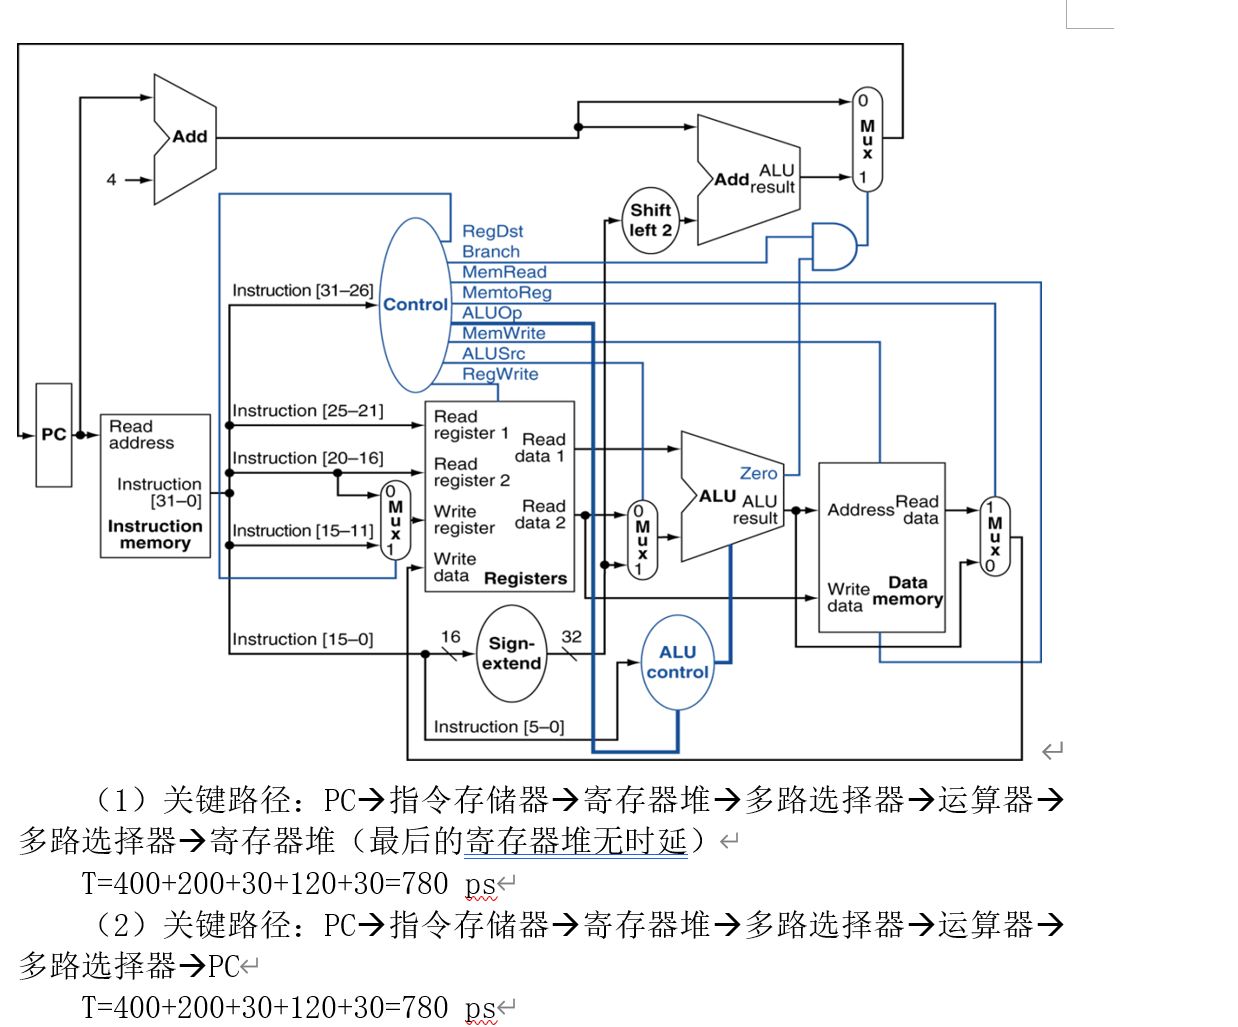 Add
4
0
M
u
x
1
Add
ALU
result
Shift
left 2
RegDst
Branch
MemRead
MemtoReg
ALUOp
MemWrite
ALUSrc
RegWrite
Instruction [31–26]
Control
PC
Read
address
Instruction
[31–0]
Instruction
memory
Instruction [25–21]
Instruction [20–16]
Instruction [15–11]
Instruction [15–0]
0
M
u
x
1
Read
register 1
Read
register 2
Write
register
Write
data
Read
data 1
Read
data 2
Registers
0
M
u
x
1
Zero
ALU
ALU
result
Address
Read
data
Write
data
Data
memory
1
M
u
x
0
16
Sign-
extend
32
ALU
control
Instruction [5–0]
（1）关键路径：PC→指令存储器→寄存器堆→多路选择器→运算器→
多路选择器→寄存器堆（最后的寄存器堆无时延）
T=400+200+30+120+30=780 ps
（2）关键路径：PC→指令存储器→寄存器堆→多路选择器→运算器→
多路选择器→PC
T=400+200+30+120+30=780 ps